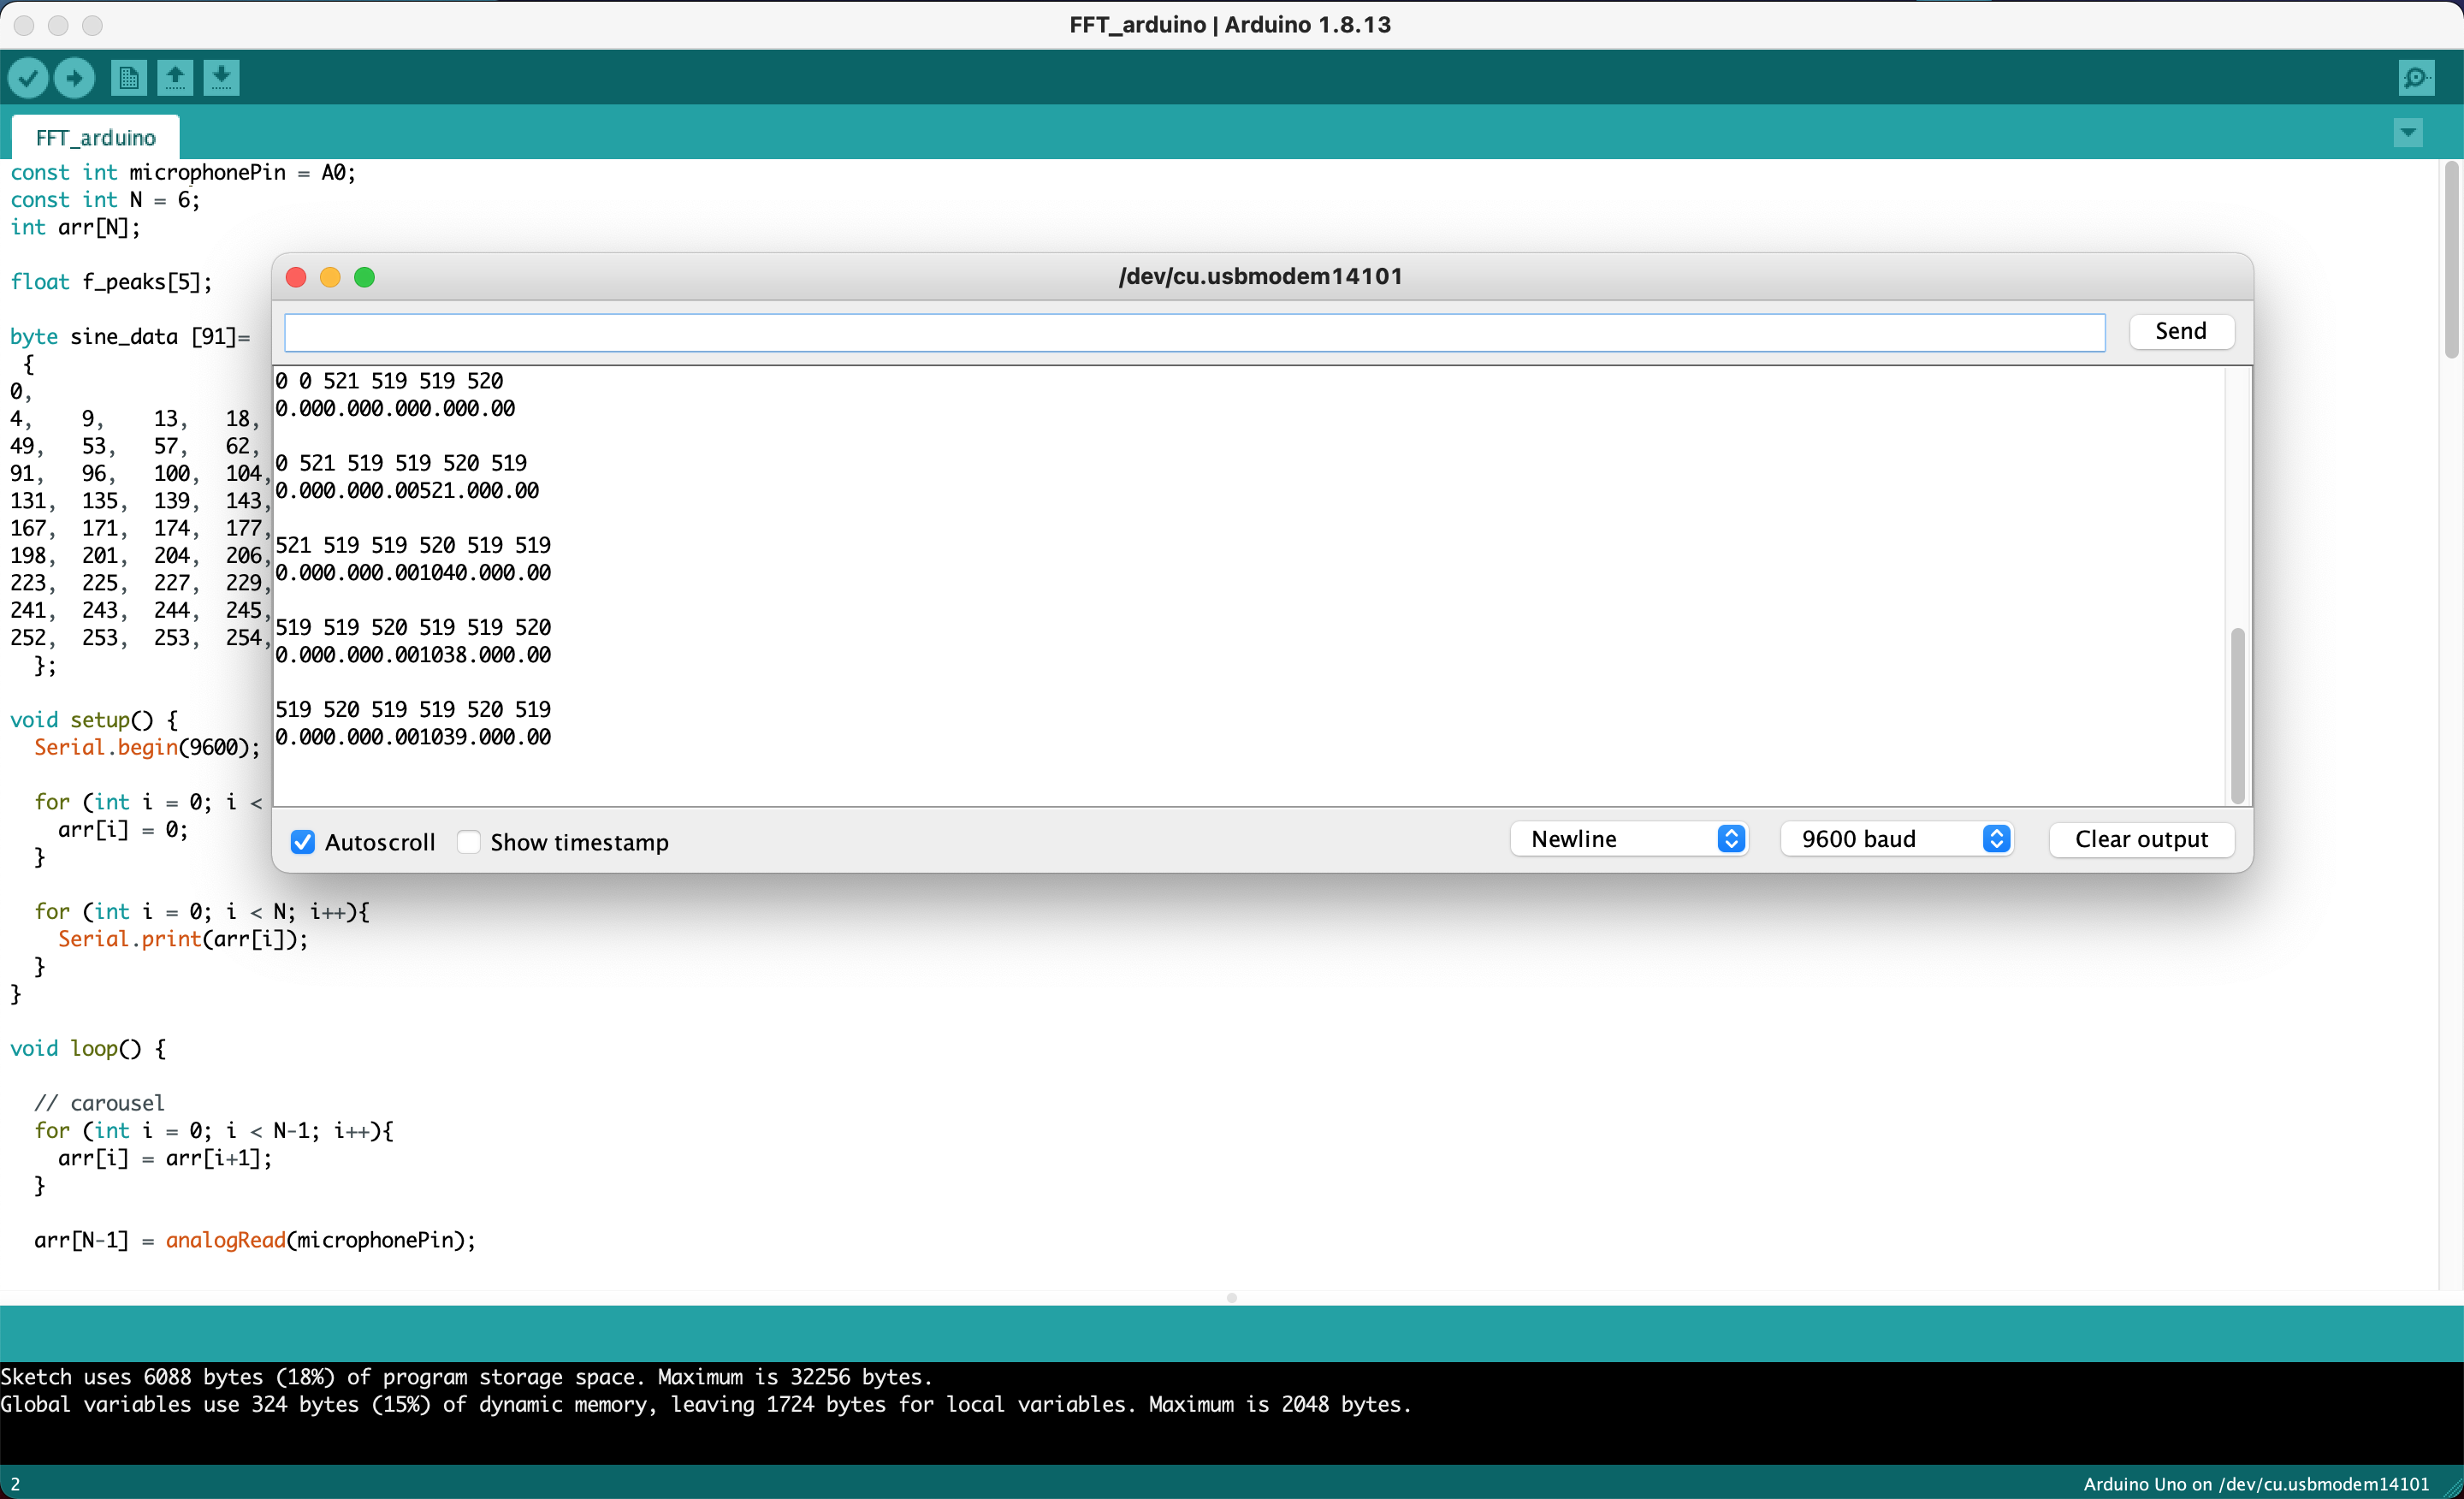 FFT_arduino | Arduino 1.8.13
FFT_arduino
const int microphonePin = A0;
const int N = 6;
int arr[N];
float f_peaks[5];
byte sine_data [91]=
{
0,
4, 9, 13, 18,
49, 53, 57, 62,
91, 96, 100, 104,
131, 135, 139, 143,
167, 171, 174, 177,
198, 201, 204, 206,
223, 225, 227, 229,
241, 243, 244, 245,
252, 253, 253, 254,
};
void setup() {
Serial.begin(9600);
for (int i = 0; i <
arr[i] = 0;
}
for (int i = 0; i < N; i++){
Serial.print(arr[i]);
}
}
void loop() {
// carousel
for (int i = 0; i < N-1; i++){
arr[i] = arr[i+1];
}
arr[N-1] = analogRead(microphonePin);
/dev/cu.usbmodem14101
Send
0 0 521 519 519 520
0.000.000.000.000.00
0 521 519 519 520 519
0.000.000.00521.000.00
521 519 519 520 519 519
0.000.000.001040.000.00
519 519 520 519 519 520
0.000.000.001038.000.00
519 520 519 519 520 519
0.000.000.001039.000.00
Autoscroll Show timestamp Newline 9600 baud Clear output
Sketch uses 6088 bytes (18%) of program storage space. Maximum is 32256 bytes.
Global variables use 324 bytes (15%) of dynamic memory, leaving 1724 bytes for local variables. Maximum is 2048 bytes.
2 Arduino Uno on /dev/cu.usbmodem14101